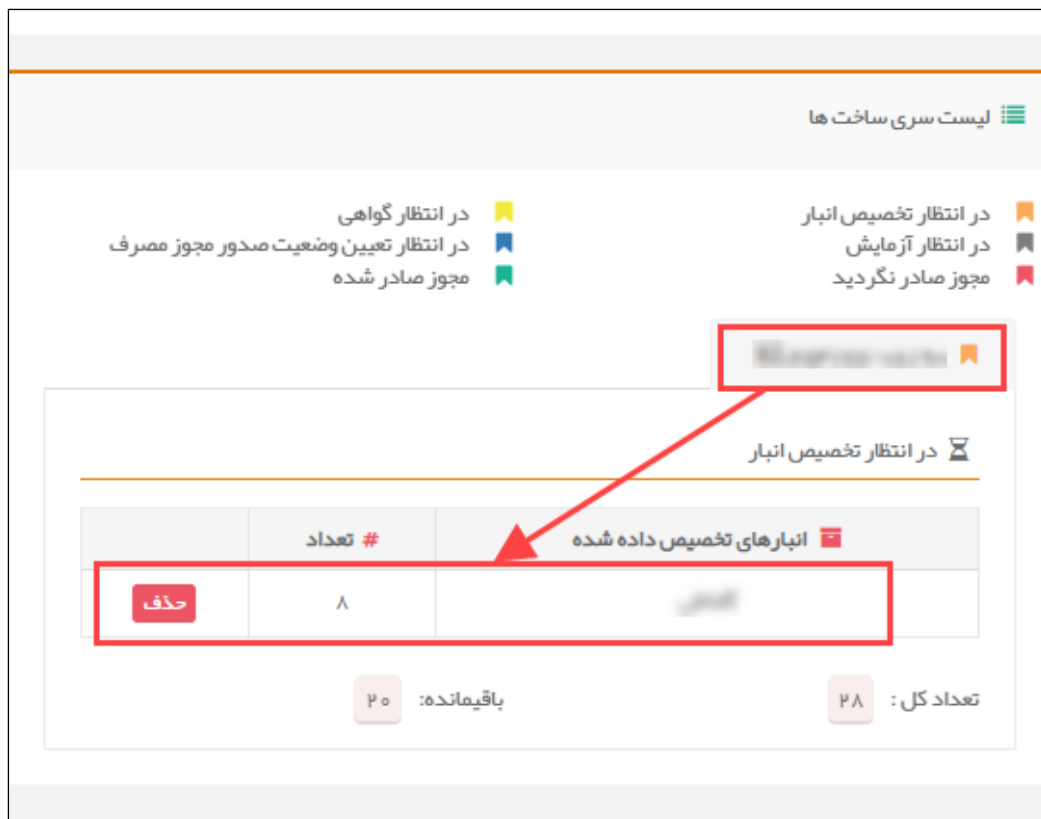 لیست سری ساخت ها
در انتظار تخصیص انبار
در انتظار گواهی
در انتظار آزمایش
در انتظار تعیین وضعیت صدور مجوز مصرف
مجوز صادر نگردید
مجوز صادر شده
در انتظار تخصیص انبار
انبارهای تخصیص داده شده # تعداد
۸ حذف
تعداد کل : ۲۸ باقیمانده: ۲۰